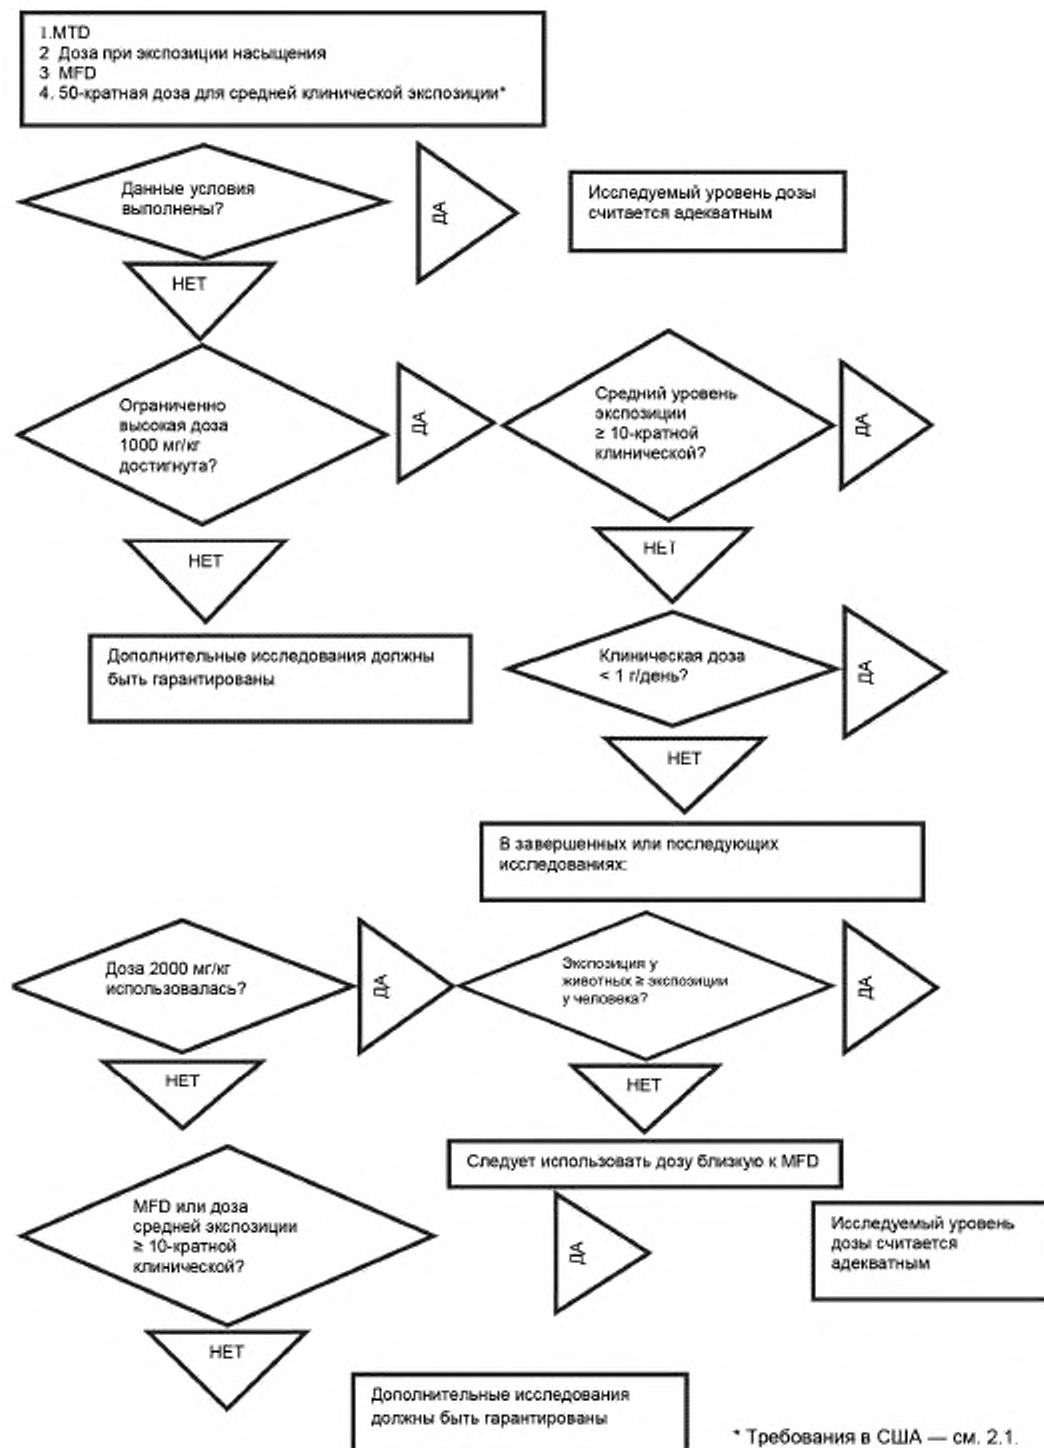 1.MTD
2 Доза при экспозиции насыщения
3 MFD
4. 50-кратная доза для средней клинической экспозиции*
Данные условия
выполнены?
ДА
Исследуемый уровень дозы
считается адекватным
НЕТ
Ограниченно
высокая доза
1000 мг/кг
достигнута?
ДА
Средний уровень
экспозиции
≥ 10-кратной
клинической?
ДА
НЕТ
НЕТ
Дополнительные исследования должны
быть гарантированы
Клиническая доза
< 1 г/день?
ДА
НЕТ
В завершенных или последующих
исследованиях:
Доза 2000 мг/кг
использовалась?
ДА
Экспозиция у
животных ≥ экспозиции
у человека?
ДА
НЕТ
НЕТ
Следует использовать дозу близкую к MFD
MFD или доза
средней экспозиции
≥ 10-кратной
клинической?
ДА
Исследуемый уровень
дозы считается
адекватным
НЕТ
Дополнительные исследования
должны быть гарантированы
* Требования в США — см. 2.1.